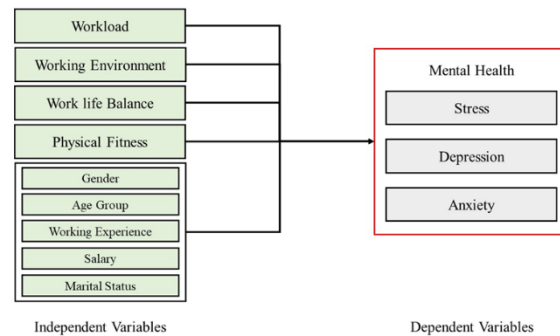 Workload
Working Environment
Work life Balance
Physical Fitness
Gender
Age Group
Working Experience
Salary
Marital Status
Independent Variables
Mental Health
Stress
Depression
Anxiety
Dependent Variables